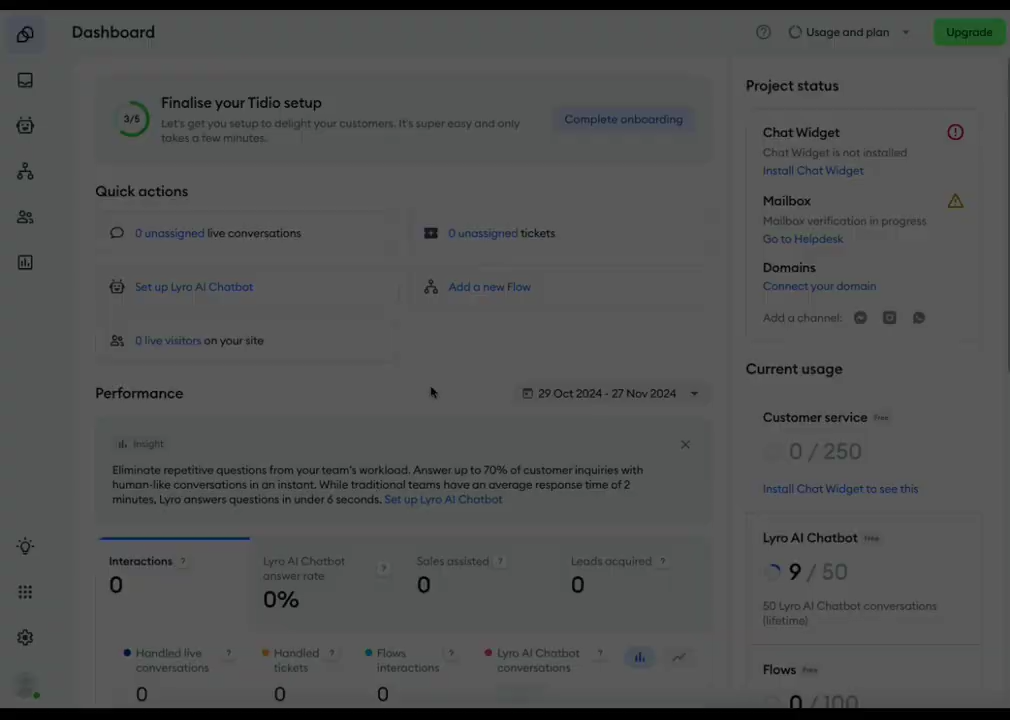 Dashboard
Usage and plan
Upgrade
3/5
Finalise your Tidio setup
Let's get you setup to delight your customers. It's super easy and only
takes a few minutes.
Complete onboarding
Quick actions
0 unassigned live conversations
0 unassigned tickets
Set up Lyro AI Chatbot
Add a new Flow
0 live visitors on your site
Performance
29 Oct 2024 - 27 Nov 2024
Insight
Eliminate repetitive questions from your team's workload. Answer up to 70% of customer inquiries with
human-like conversations in an instant. While traditional teams have an average response time of 2
minutes, Lyro answers questions in under 6 seconds. Set up Lyro AI Chatbot
Interactions ?
0
Lyro AI Chatbot
answer rate ?
0%
Sales assisted ?
0
Leads acquired ?
0
Handled live
conversations ?
0
Handled
tickets ?
0
Flows
interactions ?
0
Lyro AI Chatbot
conversations ?
Project status
Chat Widget
Chat Widget is not installed
Install Chat Widget
Mailbox
Mailbox verification in progress
Go to Helpdesk
Domains
Connect your domain
Add a channel:
Current usage
Customer service Free
0 / 250
Install Chat Widget to see this
Lyro AI Chatbot Free
9 / 50
50 Lyro AI Chatbot conversations
(lifetime)
Flows Free
0 / 100